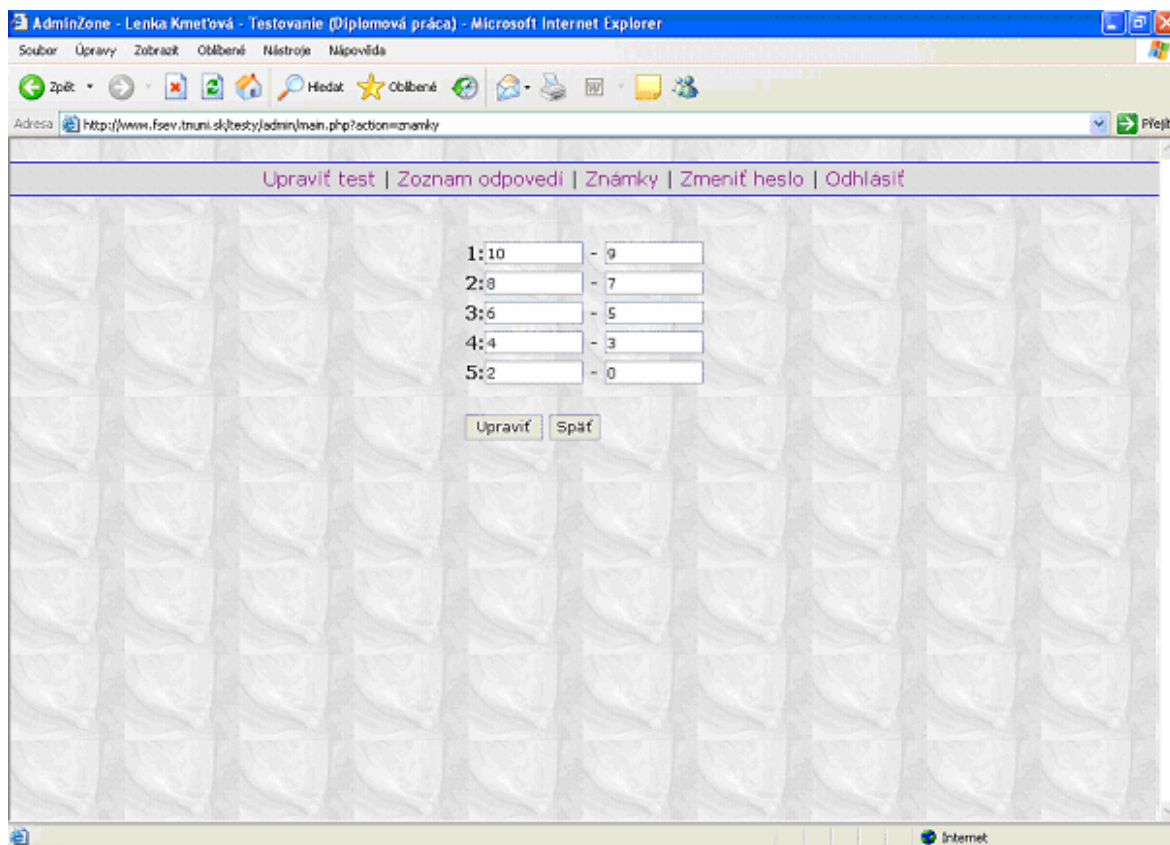 AdminZone - Lenka Kmeťová - Testovanie (Diplomová práca) - Microsoft Internet Explorer
Soubor Úpravy Zobrazit Oblíbené Nástroje Nápověda
Zpět Hledat Oblíbené
Adresa http://www.fsev.tnuni.sk/testy/admin/main.php?action=znamky Přejít
Upraviť test | Zoznam odpovedí | Známky | Zmeniť heslo | Odhlásiť
1: 10 - 9
2: 8 - 7
3: 6 - 5
4: 4 - 3
5: 2 - 0
Upraviť Späť
Internet